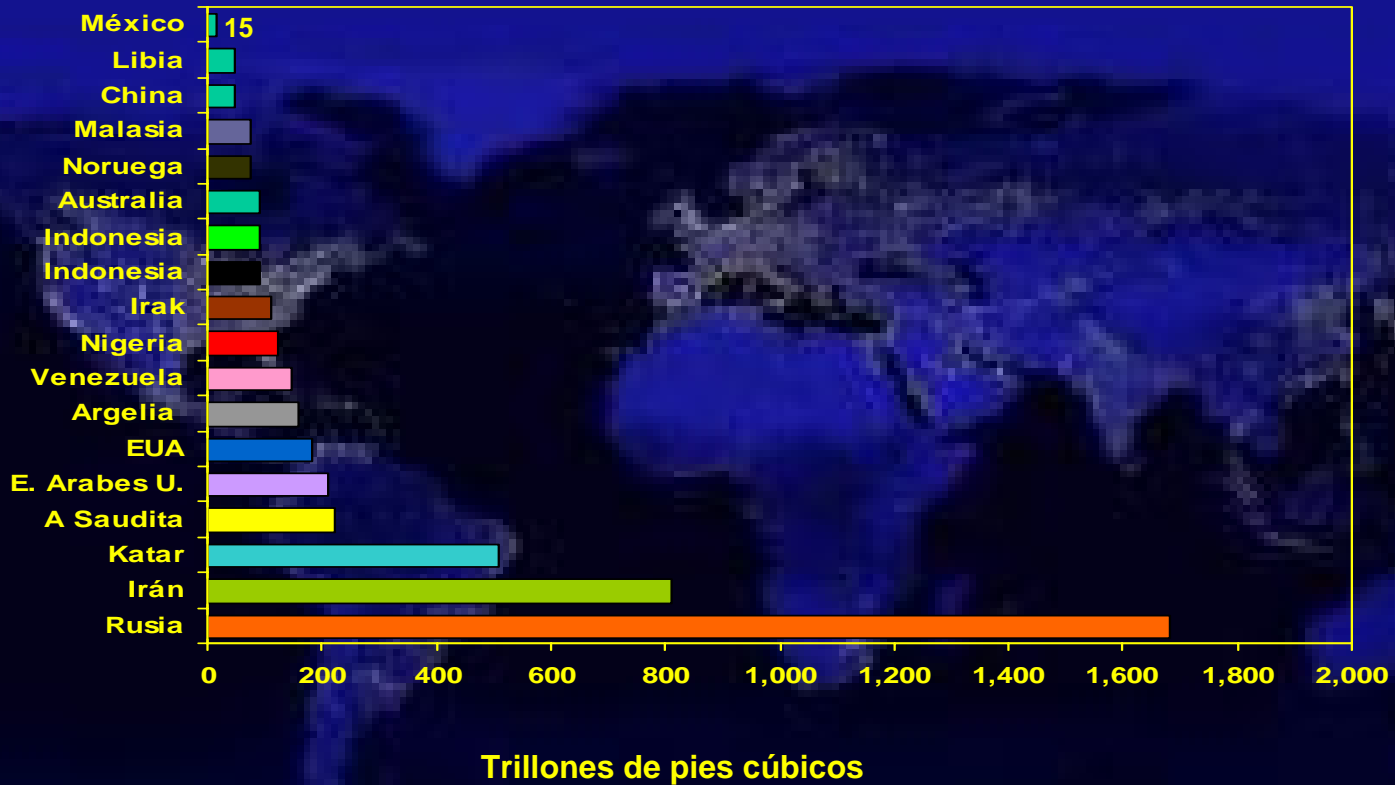 México 15
Libia
China
Malasia
Noruega
Australia
Indonesia
Indonesia
Irak
Nigeria
Venezuela
Argelia
EUA
E. Arabes U.
A Saudita
Katar
Irán
Rusia
0 200 400 600 800 1,000 1,200 1,400 1,600 1,800 2,000
Trillones de pies cúbicos